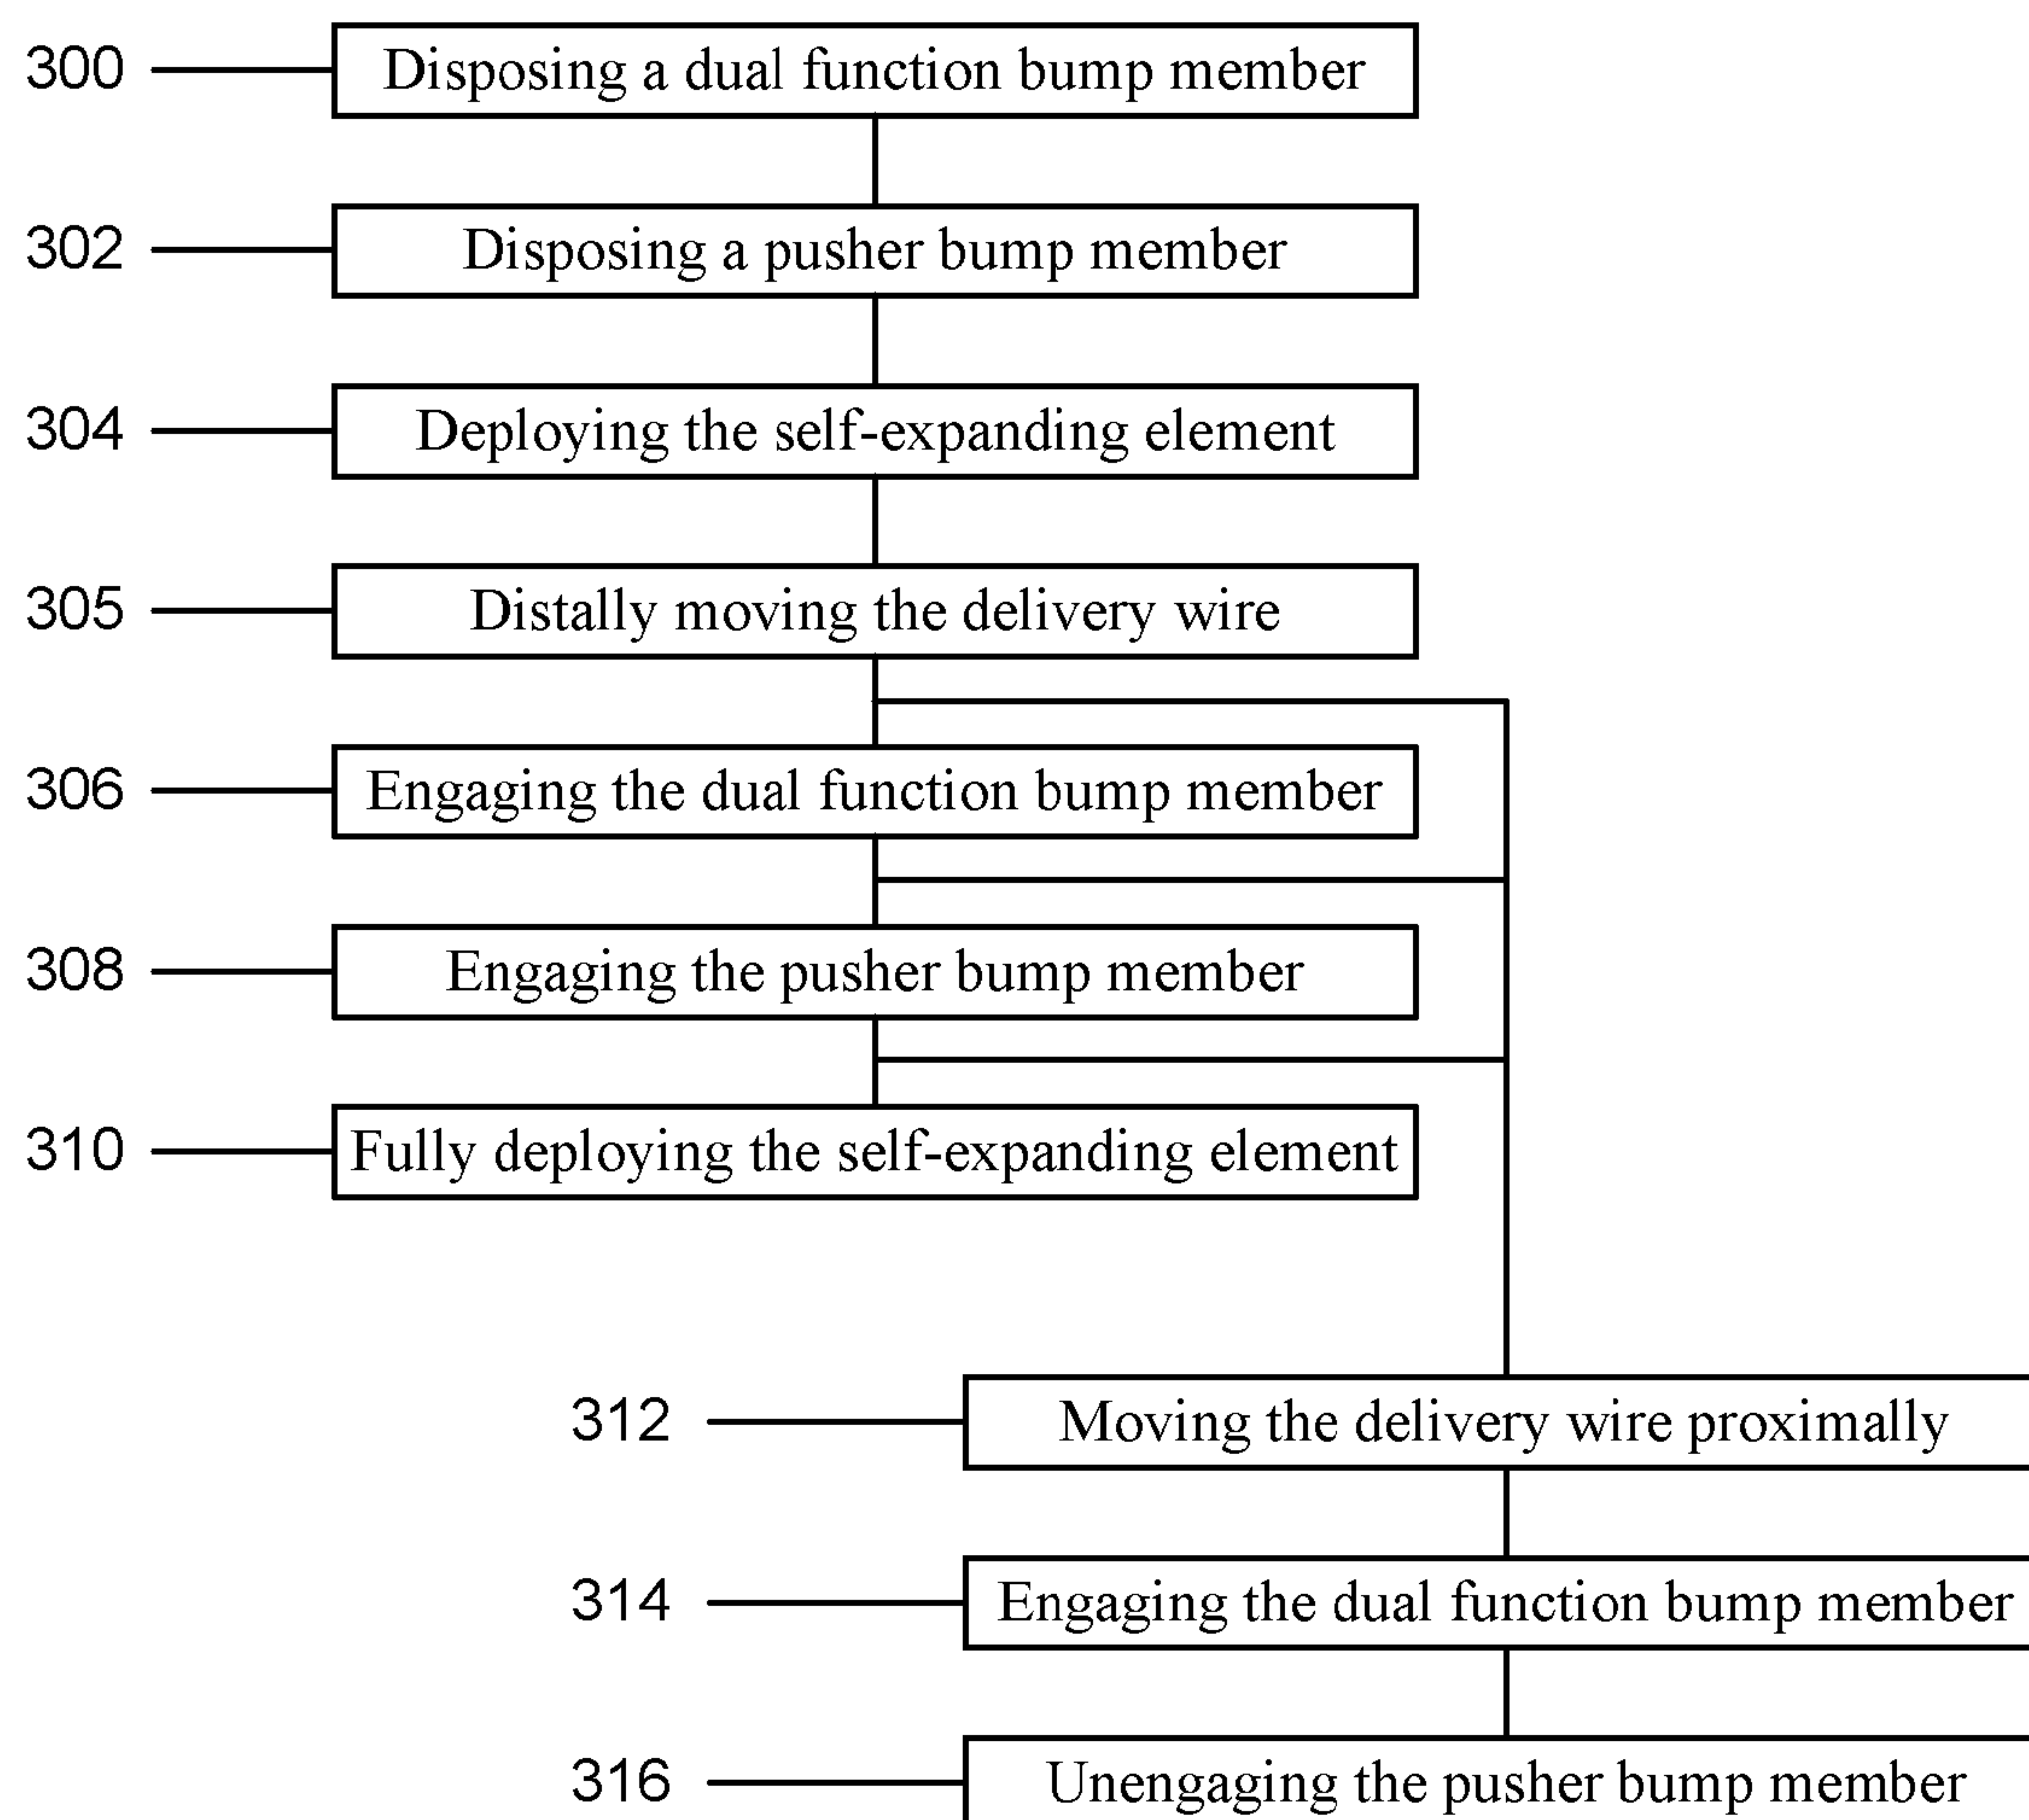 300 Disposing a dual function bump member
302 Disposing a pusher bump member
304 Deploying the self-expanding element
305 Distally moving the delivery wire
306 Engaging the dual function bump member
308 Engaging the pusher bump member
310 Fully deploying the self-expanding element
312 Moving the delivery wire proximally
314 Engaging the dual function bump member
316 Unengaging the pusher bump member